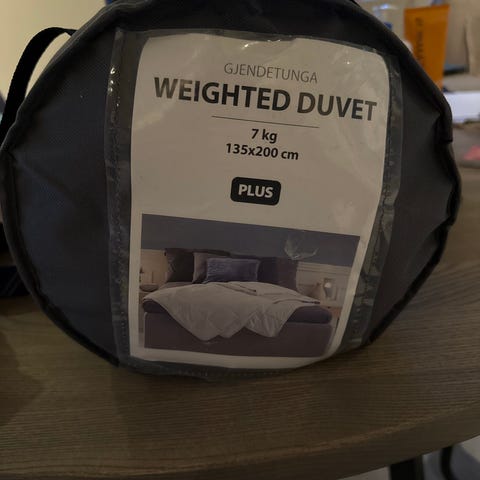 GJENDETUNGA
WEIGHTED DUVET
7 kg
135x200 cm
PLUS